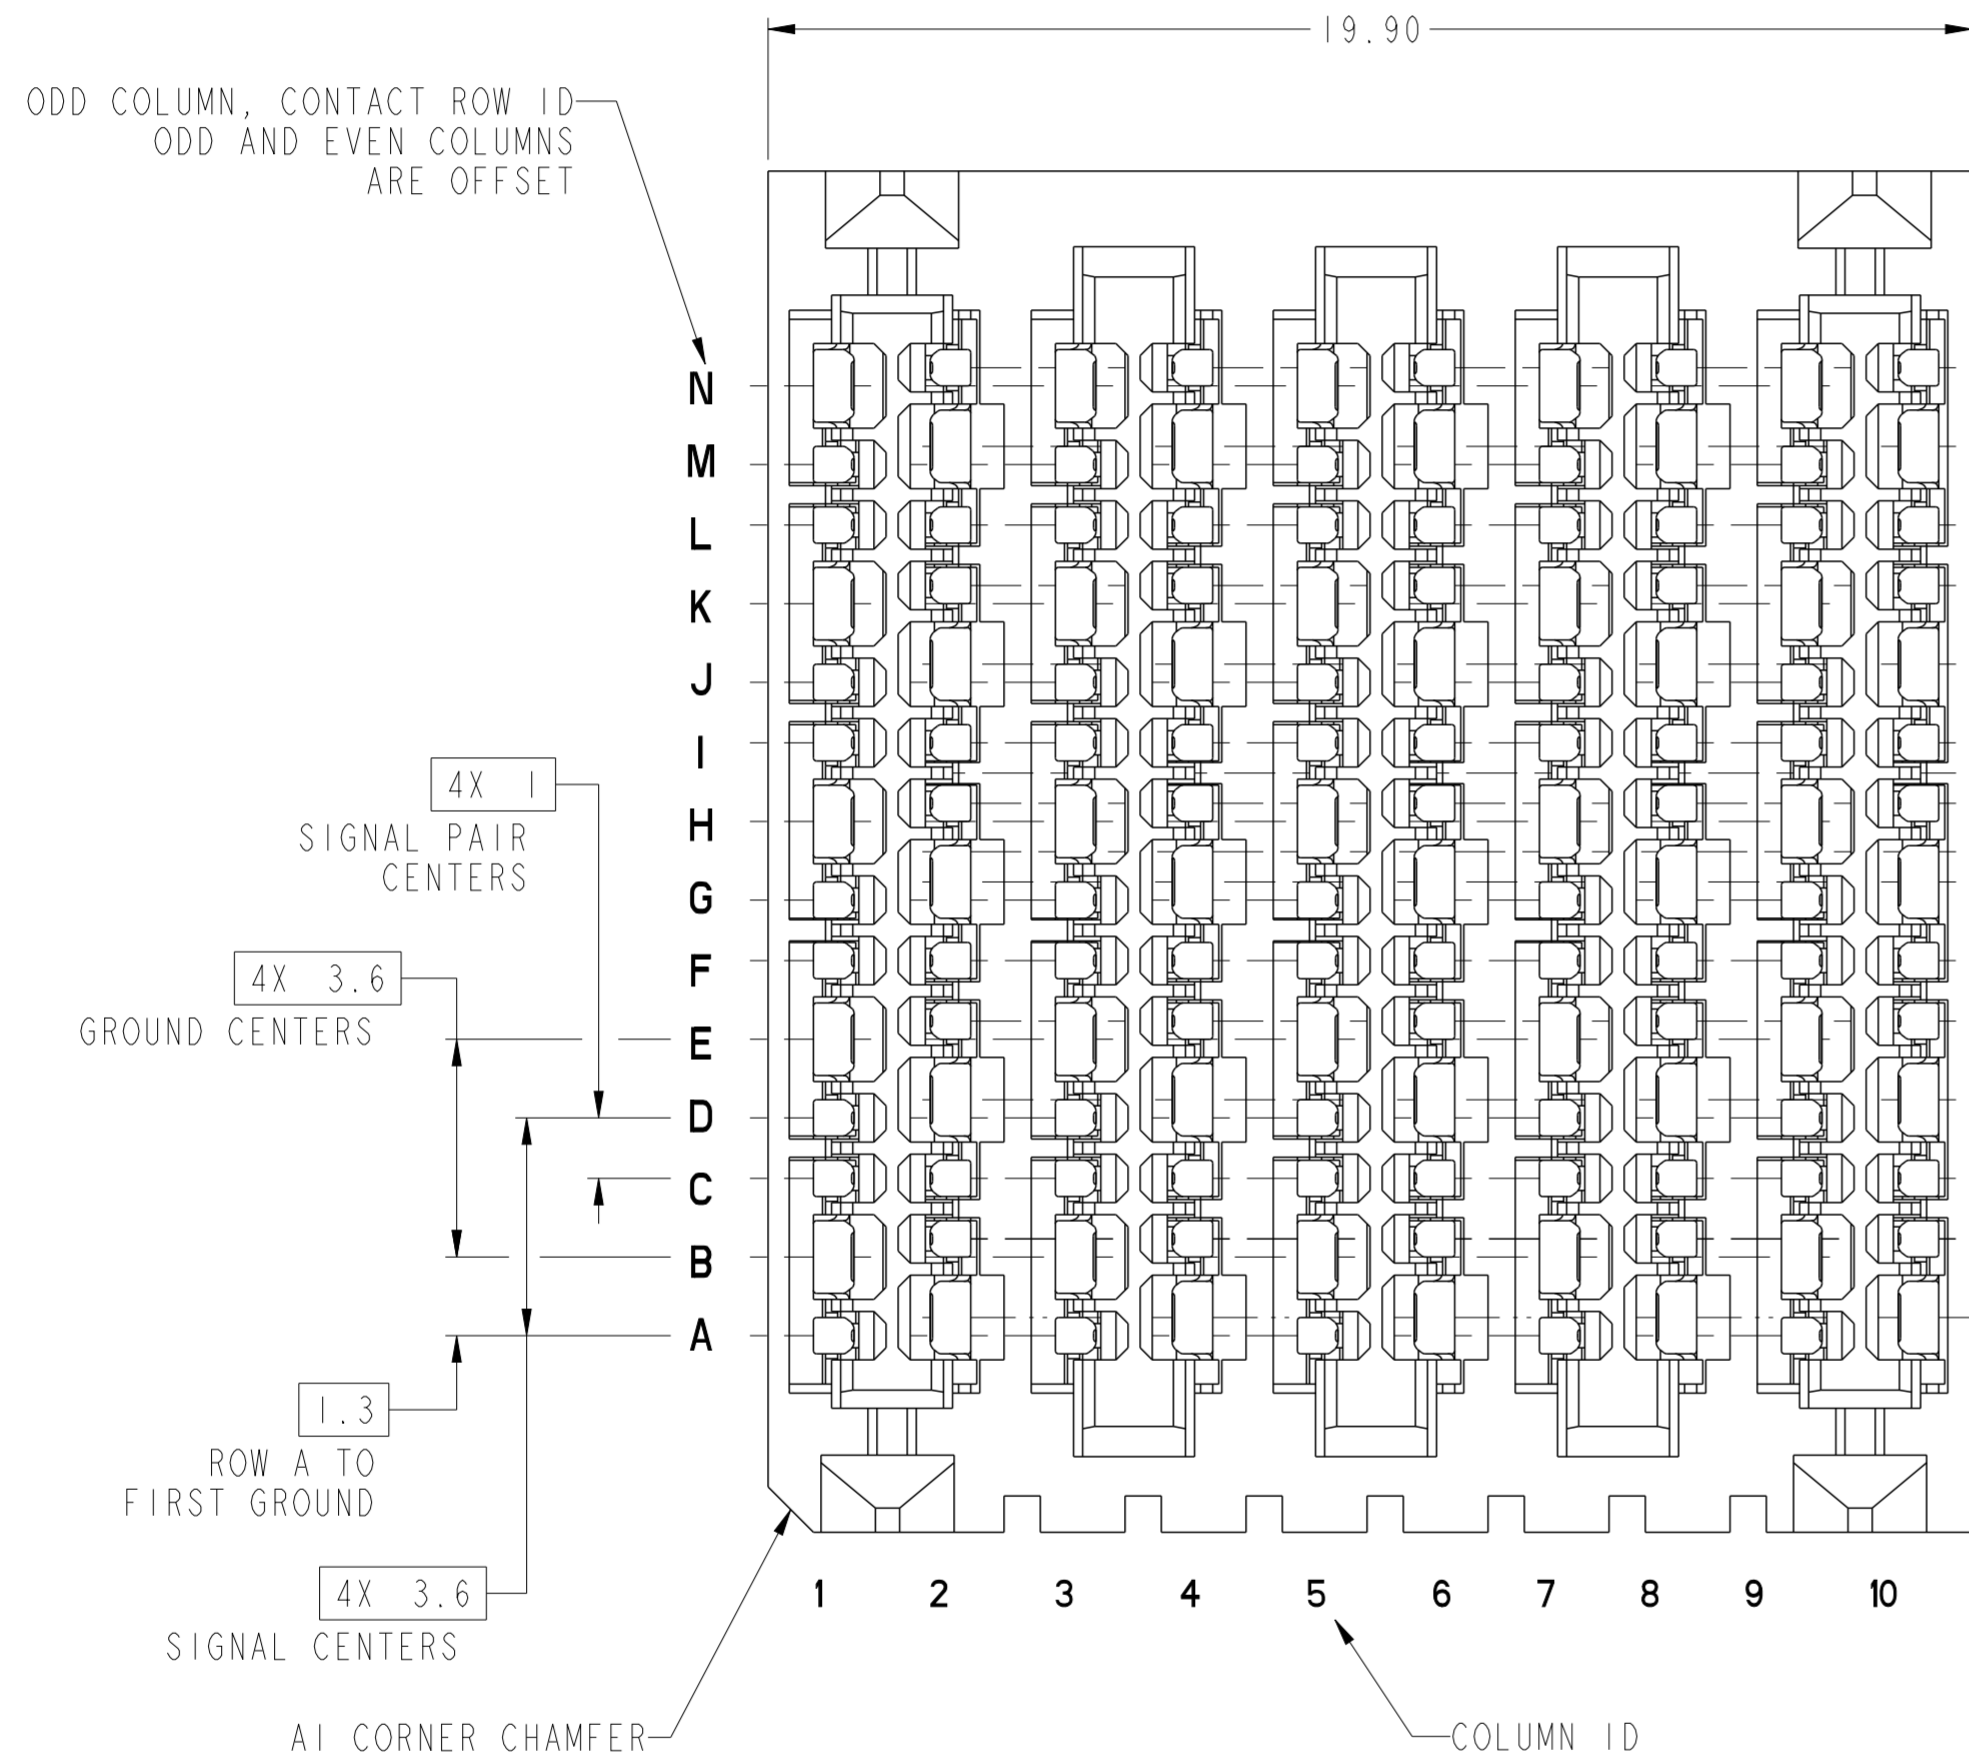 19.90
ODD COLUMN, CONTACT ROW ID
ODD AND EVEN COLUMNS
ARE OFFSET
N
M
L
K
J
I
H
G
F
E
D
C
B
A
4X 1
SIGNAL PAIR
CENTERS
4X 3.6
GROUND CENTERS
1.3
ROW A TO
FIRST GROUND
4X 3.6
SIGNAL CENTERS
1 2 3 4 5 6 7 8 9 10
A1 CORNER CHAMFER
COLUMN ID